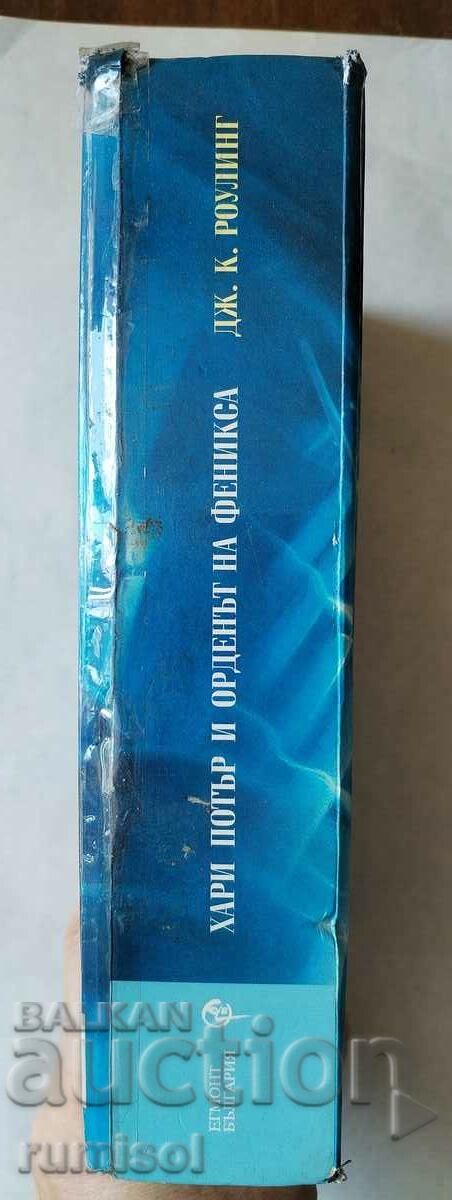 ХАРИ ПОТЪР И ОРДЕНЪТ НА ФЕНИКСА ДЖ. К. РОУЛИНГ
ЕГМОНТ
БЪЛГАРИЯ
BALKAN
auction
rumisol